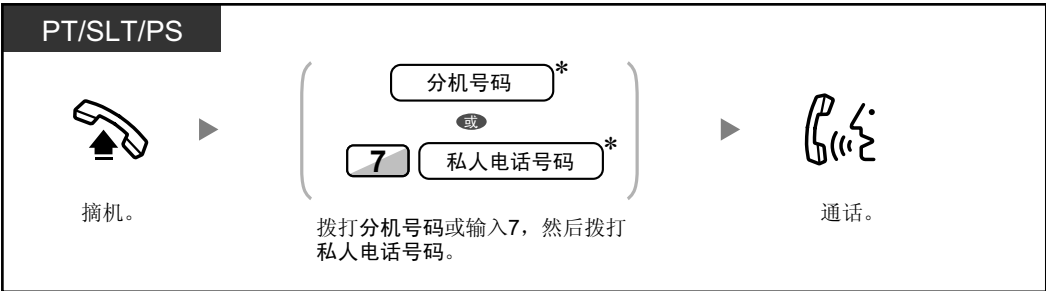 PT/SLT/PS
分机号码*
或
7 私人电话号码*
摘机。
拨打分机号码或输入7，然后拨打
私人电话号码。
通话。